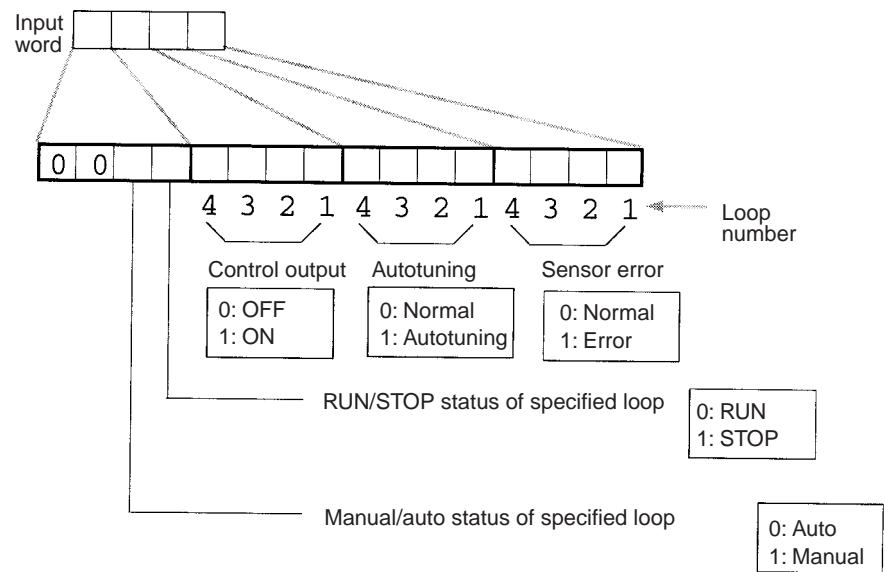 Input
word
0 0
4 3 2 1 4 3 2 1 4 3 2 1
Loop
number
Control output
Autotuning
Sensor error
0: OFF
1: ON
0: Normal
1: Autotuning
0: Normal
1: Error
RUN/STOP status of specified loop
0: RUN
1: STOP
Manual/auto status of specified loop
0: Auto
1: Manual